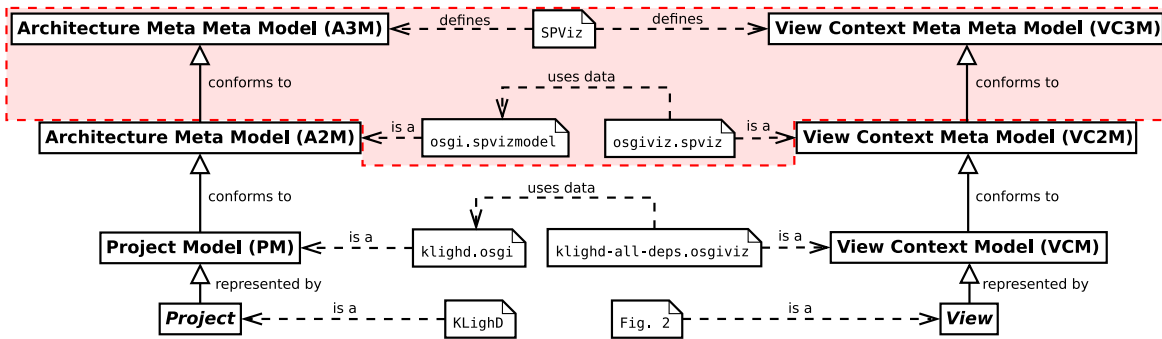 Architecture Meta Meta Model (A3M)
defines
SPViz
defines
View Context Meta Meta Model (VC3M)
conforms to
uses data
conforms to
Architecture Meta Model (A2M)
is a
osgi.spvizmodel
osgiviz.spviz
is a
View Context Meta Model (VC2M)
conforms to
uses data
conforms to
Project Model (PM)
is a
klighd.osgi
klighd-all-deps.osgiviz
is a
View Context Model (VCM)
represented by
represented by
Project
is a
KLighD
Fig. 2
is a
View